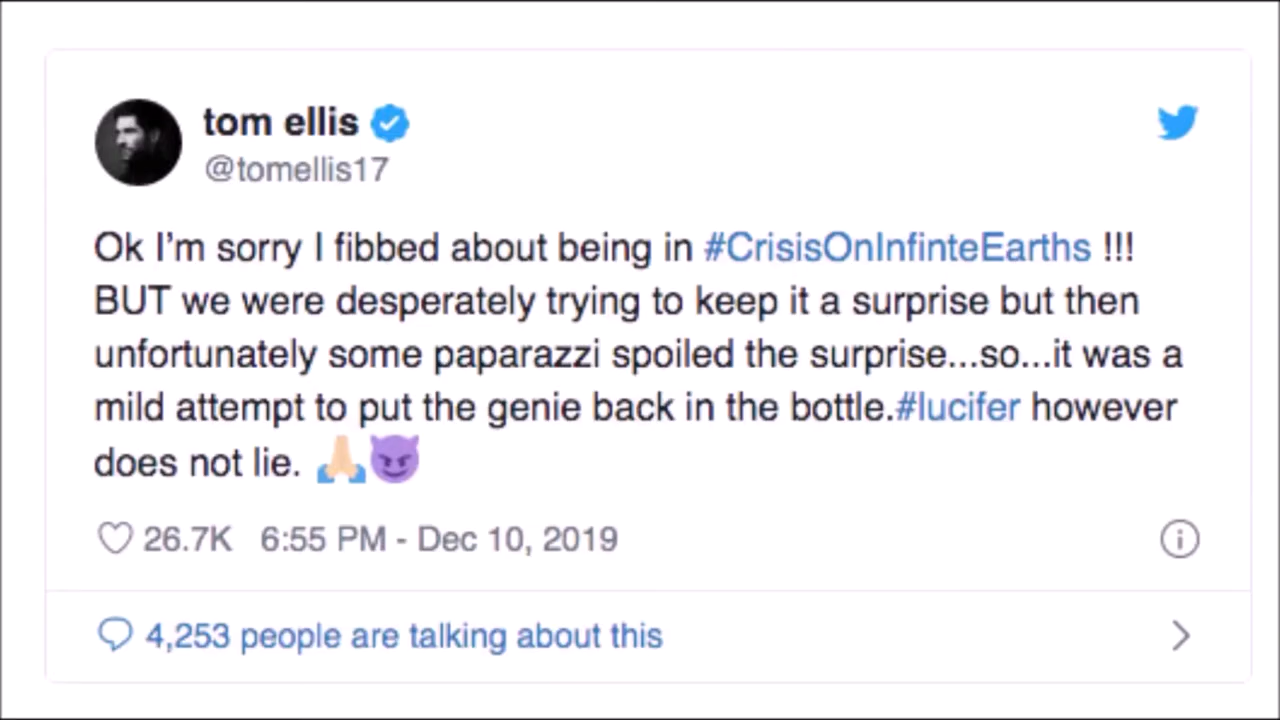 tom ellis
@tomellis17
Ok I’m sorry I fibbed about being in #CrisisOnInfinteEarths !!!
BUT we were desperately trying to keep it a surprise but then
unfortunately some paparazzi spoiled the surprise...so...it was a
mild attempt to put the genie back in the bottle.#lucifer however
does not lie. 🙏🏻😈
26.7K 6:55 PM - Dec 10, 2019
4,253 people are talking about this